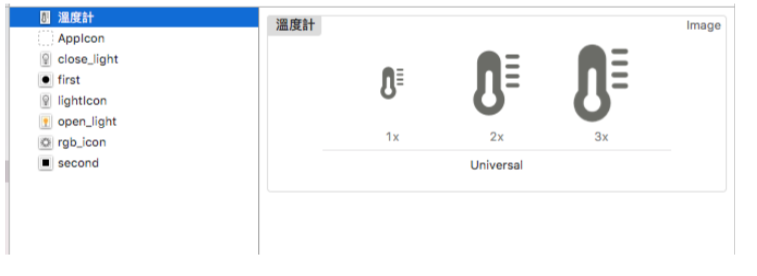 溫度計
AppIcon
close_light
first
lightIcon
open_light
rgb_icon
second
溫度計
Image
1x
2x
3x
Universal